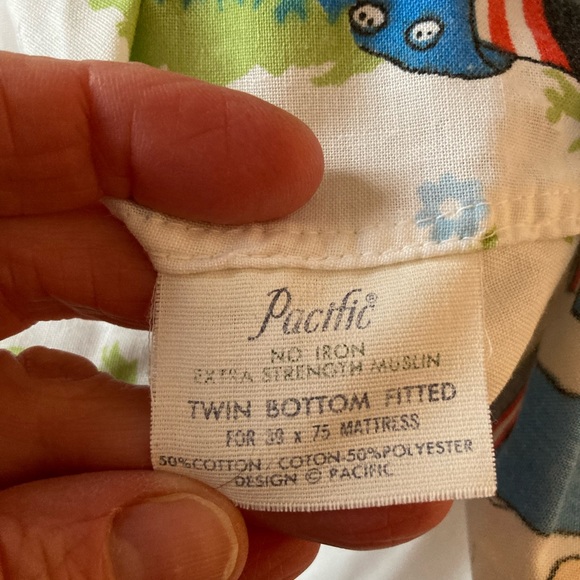 Pacific®
NO IRON
EXTRA STRENGTH MUSLIN
TWIN BOTTOM FITTED
FOR 39 x 75 MATTRESS
50% COTTON / COTON-50% POLYESTER
DESIGN © PACIFIC